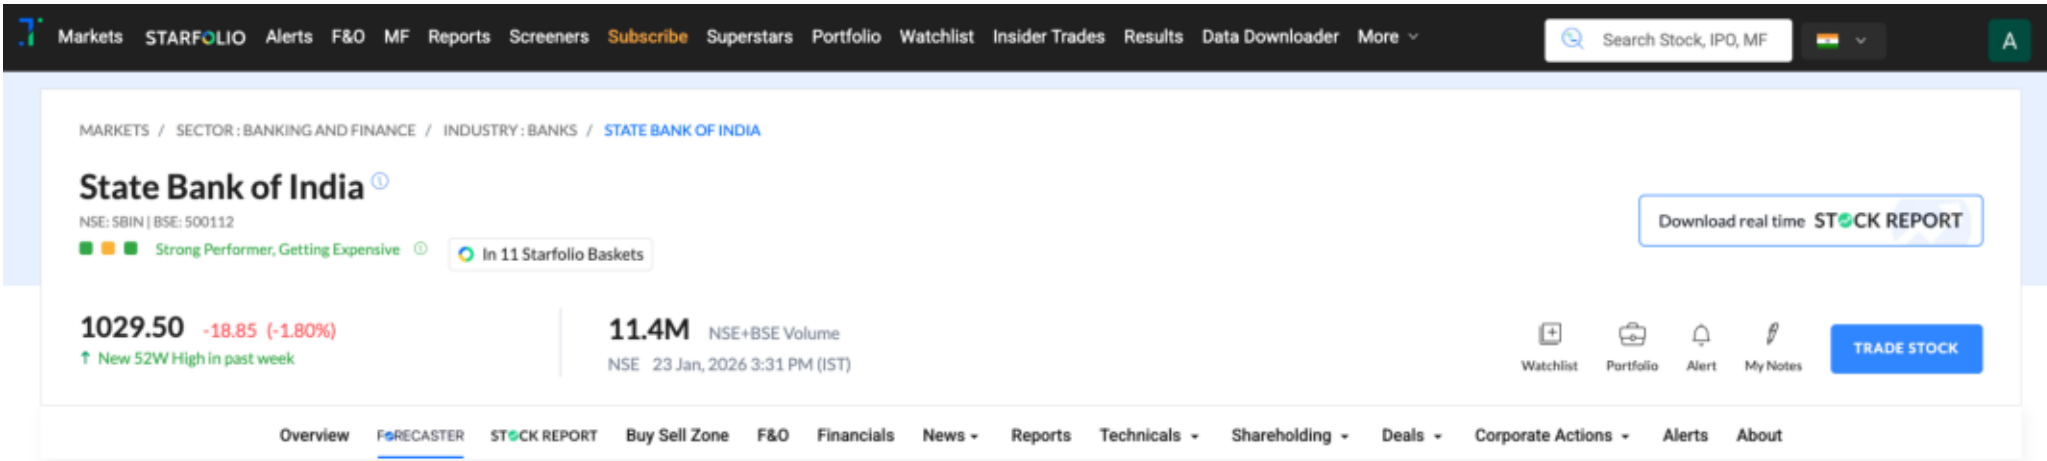 Markets STARFOLIO Alerts F&O MF Reports Screeners Subscribe Superstars Portfolio Watchlist Insider Trades Results Data Downloader More Search Stock, IPO, MF A
MARKETS / SECTOR : BANKING AND FINANCE / INDUSTRY : BANKS / STATE BANK OF INDIA
State Bank of India
NSE: SBIN | BSE: 500112
Strong Performer, Getting Expensive In 11 Starfolio Baskets
Download real time STOCK REPORT
1029.50 -18.85 (-1.80%)
↑ New 52W High in past week
11.4M NSE+BSE Volume
NSE 23 Jan, 2026 3:31 PM (IST)
Watchlist Portfolio Alert My Notes
TRADE STOCK
Overview FORECASTER STOCK REPORT Buy Sell Zone F&O Financials News Reports Technicals Shareholding Deals Corporate Actions Alerts About